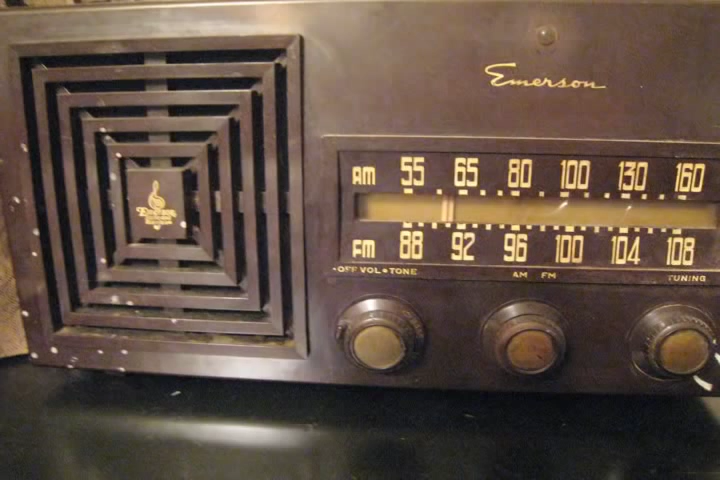 Emerson
AM 55 65 80 100 130 160
FM 88 92 96 100 104 108
OFF VOL • TONE AM FM TUNING
Emerson